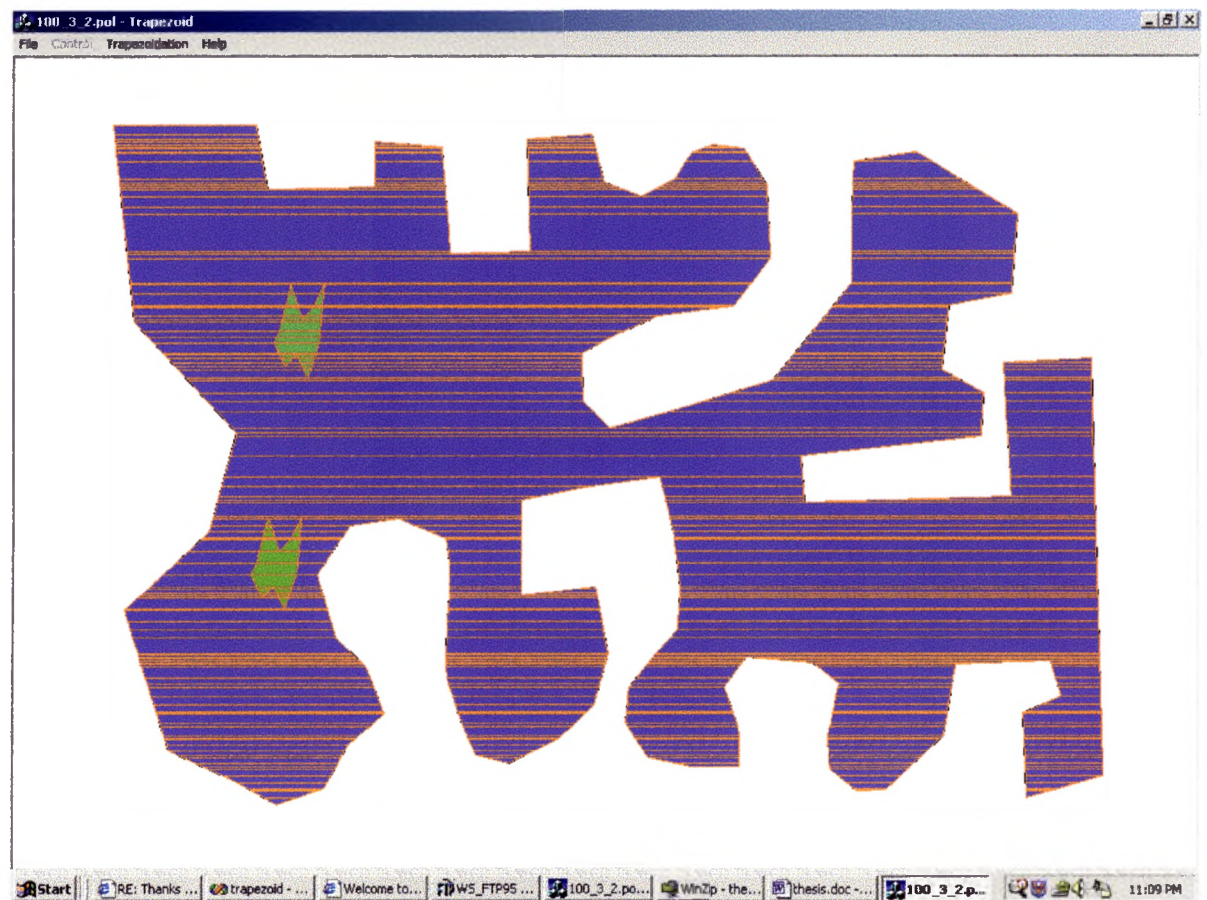 100_3_2.pol - Trapezoid
File Control Trapezoidation Help
Start RE: Thanks ... trapezoid - ... Welcome to... WS_FTP95 ... 100_3_2.po... WinZip - the... thesis.doc -... 100_3_2.p... 11:09 PM